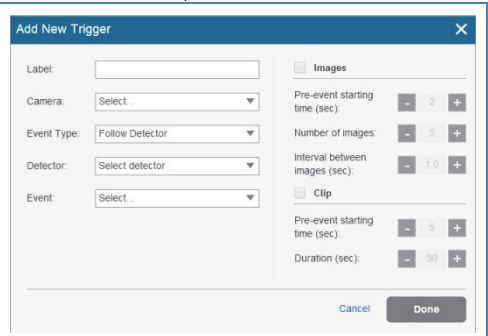 Add New Trigger
Label:
Camera: Select...
Event Type: Follow Detector
Detector: Select detector
Event: Select...
Images
Pre-event starting
time (sec): - 2 +
Number of images: - 5 +
Interval between
images (sec): - 1.0 +
Clip
Pre-event starting
time (sec): - 5 +
Duration (sec): - 30 +
Cancel Done